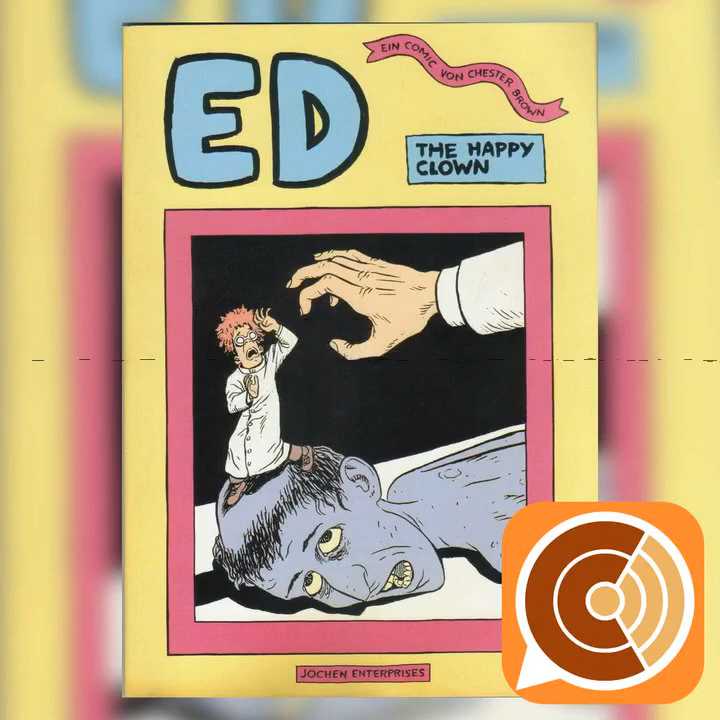 ED
EIN COMIC VON CHESTER BROWN
THE HAPPY
CLOWN
JOCHEN ENTERPRISES